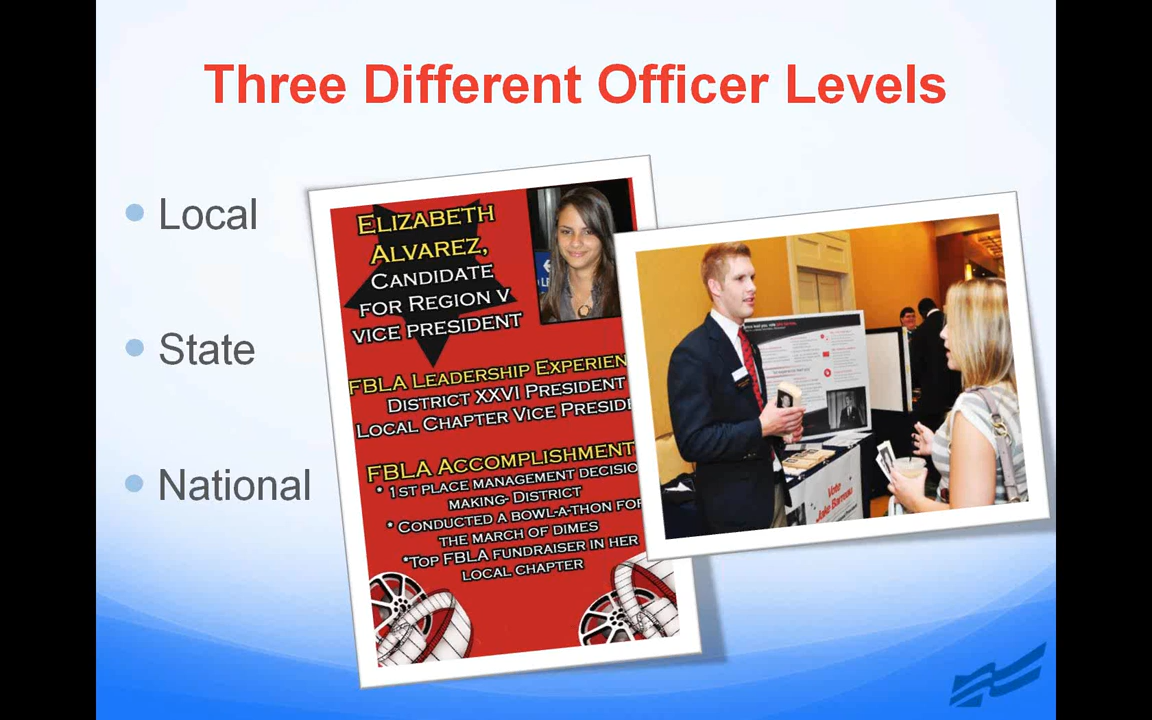 Three Different Officer Levels
Local
State
National
ELIZABETH
ALVAREZ,
CANDIDATE
FOR REGION V
VICE PRESIDENT
FBLA LEADERSHIP EXPERIEN
DISTRICT XXVI PRESIDENT
LOCAL CHAPTER VICE PRESID
FBLA ACCOMPLISHMENT
* 1ST PLACE MANAGEMENT DECISIO
MAKING- DISTRICT
* CONDUCTED A BOWL-A-THON FOR
THE MARCH OF DIMES
*TOP FBLA FUNDRAISER IN HER
LOCAL CHAPTER
Vote
Jake